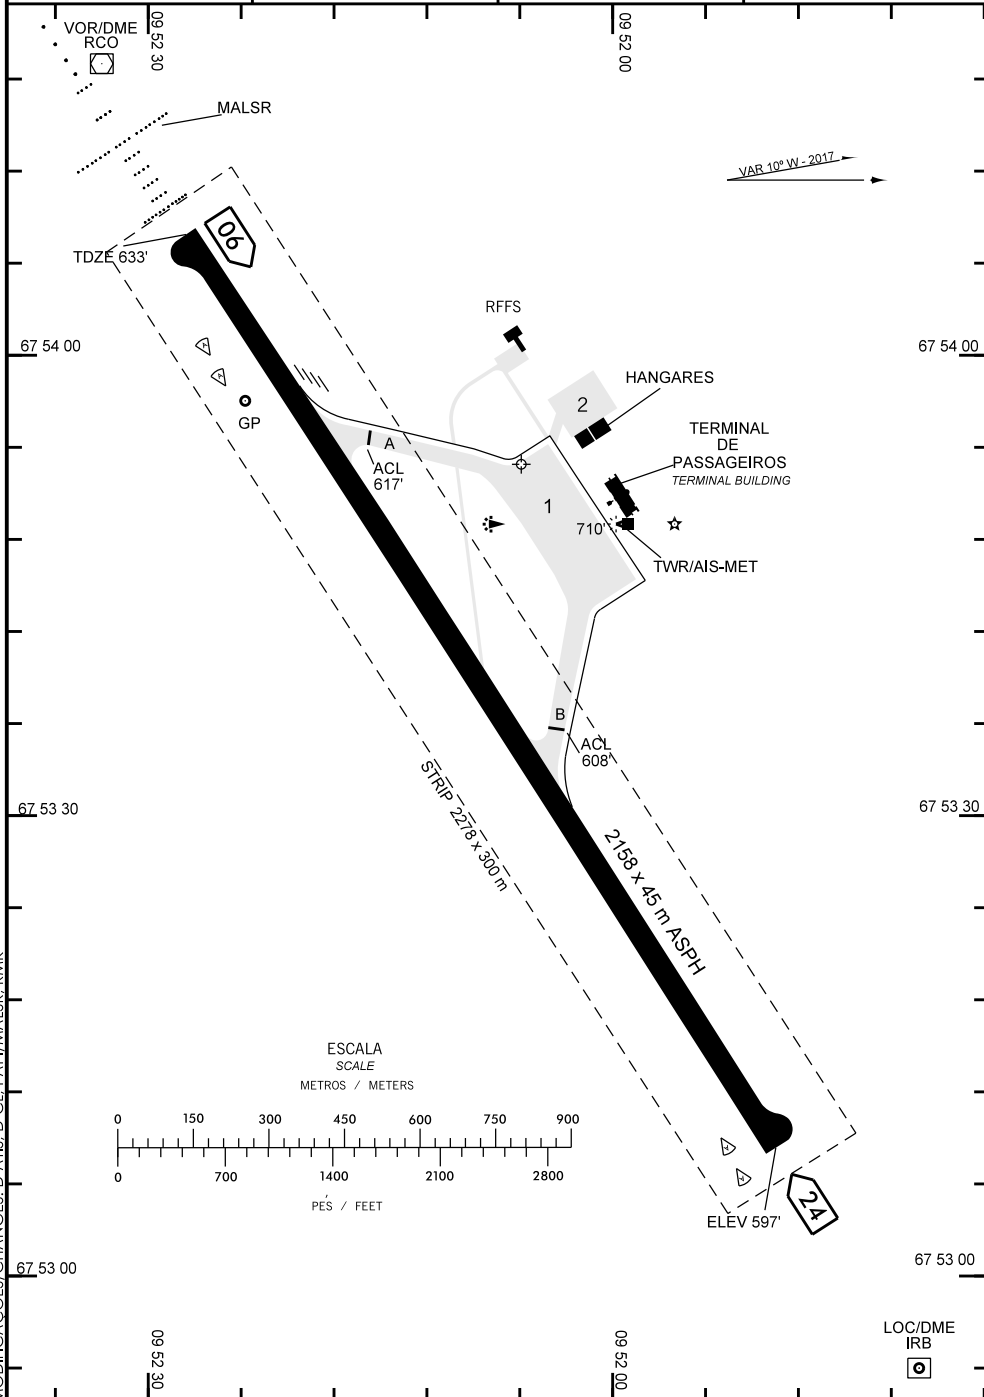 VOR/DME
RCO
09 52 30
09 52 00
MALSR
VAR 10º W - 2017
06
TDZE 633'
RFFS
67 54 00
67 54 00
HANGARES
2
GP
A
ACL
617'
TERMINAL
DE
PASSAGEIROS
TERMINAL BUILDING
1
710'
TWR/AIS-MET
B
ACL
608'
STRIP 2278 x 300 m
67 53 30
67 53 30
2158 x 45 m ASPH
ESCALA
SCALE
METROS / METERS
0 150 300 450 600 750 900
0 700 1400 2100 2800
PÉS / FEET
ELEV 597'
24
67 53 00
67 53 00
09 52 30
09 52 00
LOC/DME
IRB